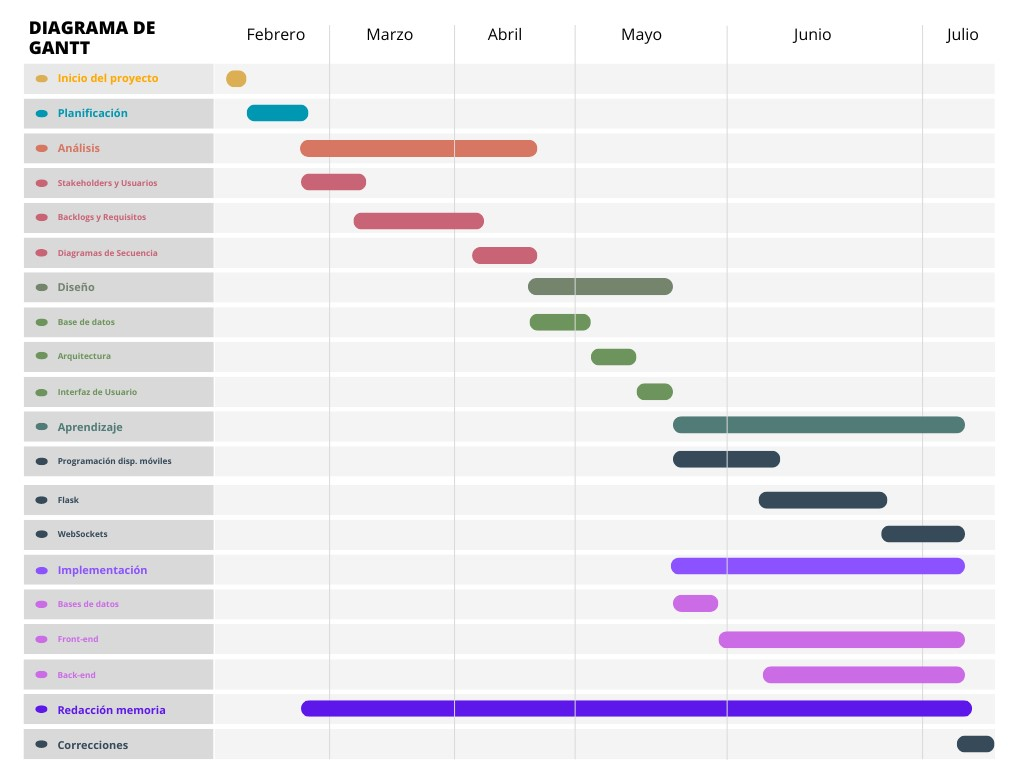 DIAGRAMA DE
GANTT
Febrero
Marzo
Abril
Mayo
Junio
Julio
Inicio del proyecto
Planificación
Análisis
Stakeholders y Usuarios
Backlogs y Requisitos
Diagramas de Secuencia
Diseño
Base de datos
Arquitectura
Interfaz de Usuario
Aprendizaje
Programación disp. móviles
Flask
WebSockets
Implementación
Bases de datos
Front-end
Back-end
Redacción memoria
Correcciones